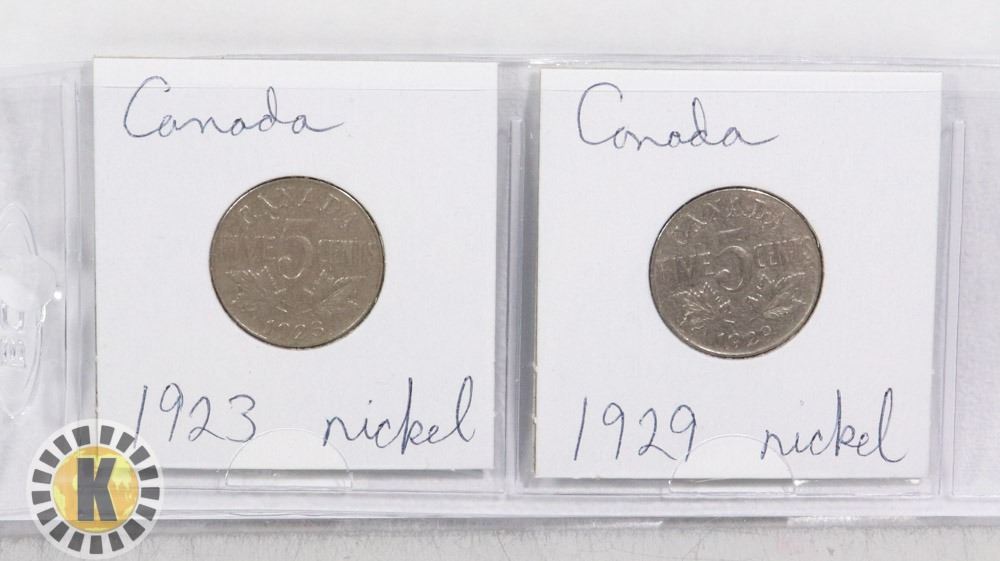 Canada
CANADA
FIVE 5 CENTS
1923
1923 nickel
Canada
CANADA
FIVE 5 CENTS
1929
1929 nickel
K